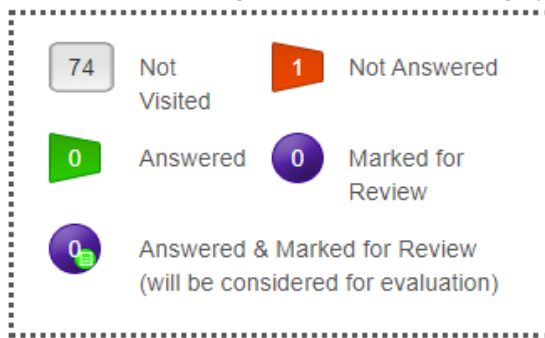 74 Not Visited
1 Not Answered
0 Answered
0 Marked for Review
0 Answered & Marked for Review
(will be considered for evaluation)